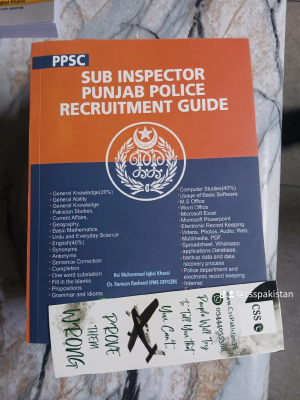 PPSC
SUB INSPECTOR
PUNJAB POLICE
RECRUITMENT GUIDE
• General Knowledge(20%)
• General Ability
• General Knowledge
• Pakistan Studies,
• Current Affairs,
• Geography,
• Basic Mathematics
• Urdu and Everyday Science
• English(40%)
• Synonyms
• Antonyms
• Sentence Correction
• Completion
• One word substitution
• Fill in the blanks
• Prepositions
• Grammar and Idioms
Computer Studies(40%)
• Usage of Basic Software
• M.S Office
• Word Office
• Microsoft Excel
• Microsoft Powerpoint
• Electronic Record Keeping
• Videos, Photos, Audio,
Multimedia, PDF,
• Spreadsheet, Whatsapp
applications Database,
• back-up data and data
recovery process
• Police department and
electronic record keeping
• Internet
Rai Muhammad Iqbal Kharal
Ch. Rasheed (PMS OFFICER)
@csspakistan
CSS
People Will Try
To Tell You That
You Can't.
PROVE
THEM
WRONG